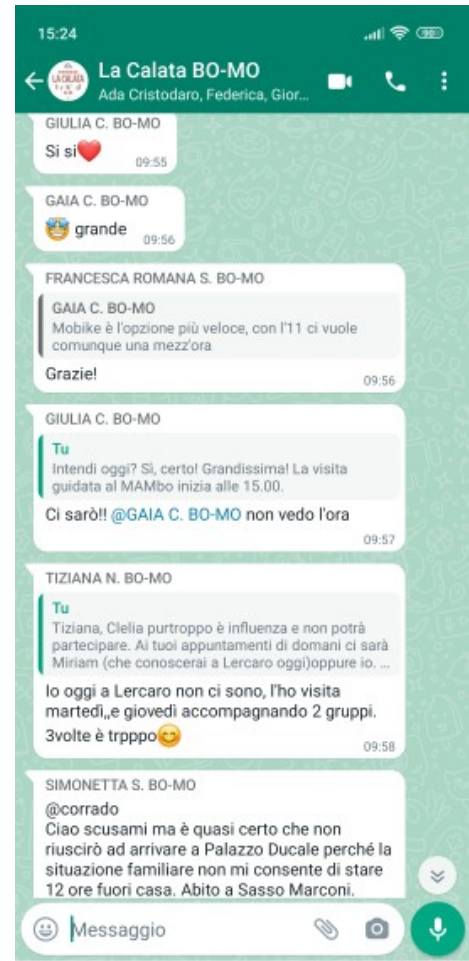 15:24
La Calata BO-MO
Ada Cristodaro, Federica, Gior...
GIULIA C. BO-MO
Si si❤️
09:55
GAIA C. BO-MO
🤩 grande
09:56
FRANCESCA ROMANA S. BO-MO
GAIA C. BO-MO
Mobike è l'opzione più veloce, con l'11 ci vuole
comunque una mezz'ora
Grazie!
09:56
GIULIA C. BO-MO
Tu
Intendi oggi? Sì, certo! Grandissima! La visita
guidata al MAMbo inizia alle 15.00.
Ci sarò!! @GAIA C. BO-MO non vedo l'ora
09:57
TIZIANA N. BO-MO
Tu
Tiziana, Clelia purtroppo è influenza e non potrà
partecipare. Ai tuoi appuntamenti di domani ci sarà
Miriam (che conoscerai a Lercaro oggi)oppure io. ...
Io oggi a Lercaro non ci sono, l'ho visita
martedì,,e giovedì accompagnando 2 gruppi.
3volte è trpppo😊
09:58
SIMONETTA S. BO-MO
@corrado
Ciao scusami ma è quasi certo che non
riuscirò ad arrivare a Palazzo Ducale perché la
situazione familiare non mi consente di stare
12 ore fuori casa. Abito a Sasso Marconi.
Messaggio